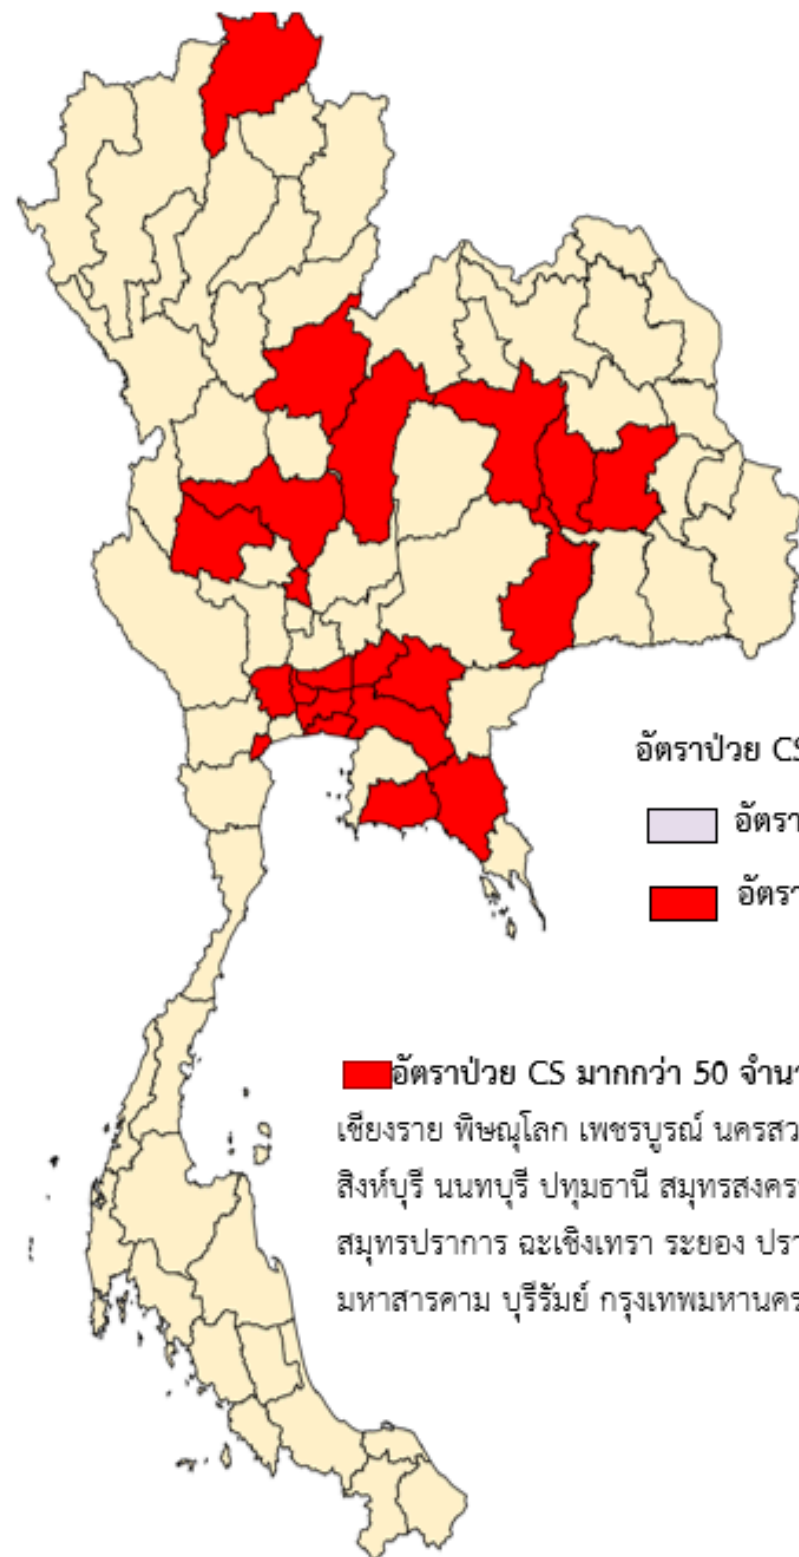 อัตราป่วย CS
อัตรา
อัตรา
อัตราป่วย CS มากกว่า 50 จำน
เชียงราย พิษณุโลก เพชรบูรณ์ นครสว
สิงห์บุรี นนทบุรี ปทุมธานี สมุทรสงคร
สมุทรปราการ ฉะเชิงเทรา ระยอง ปรา
มหาสารคาม บุรีรัมย์ กรุงเทพมหานคร